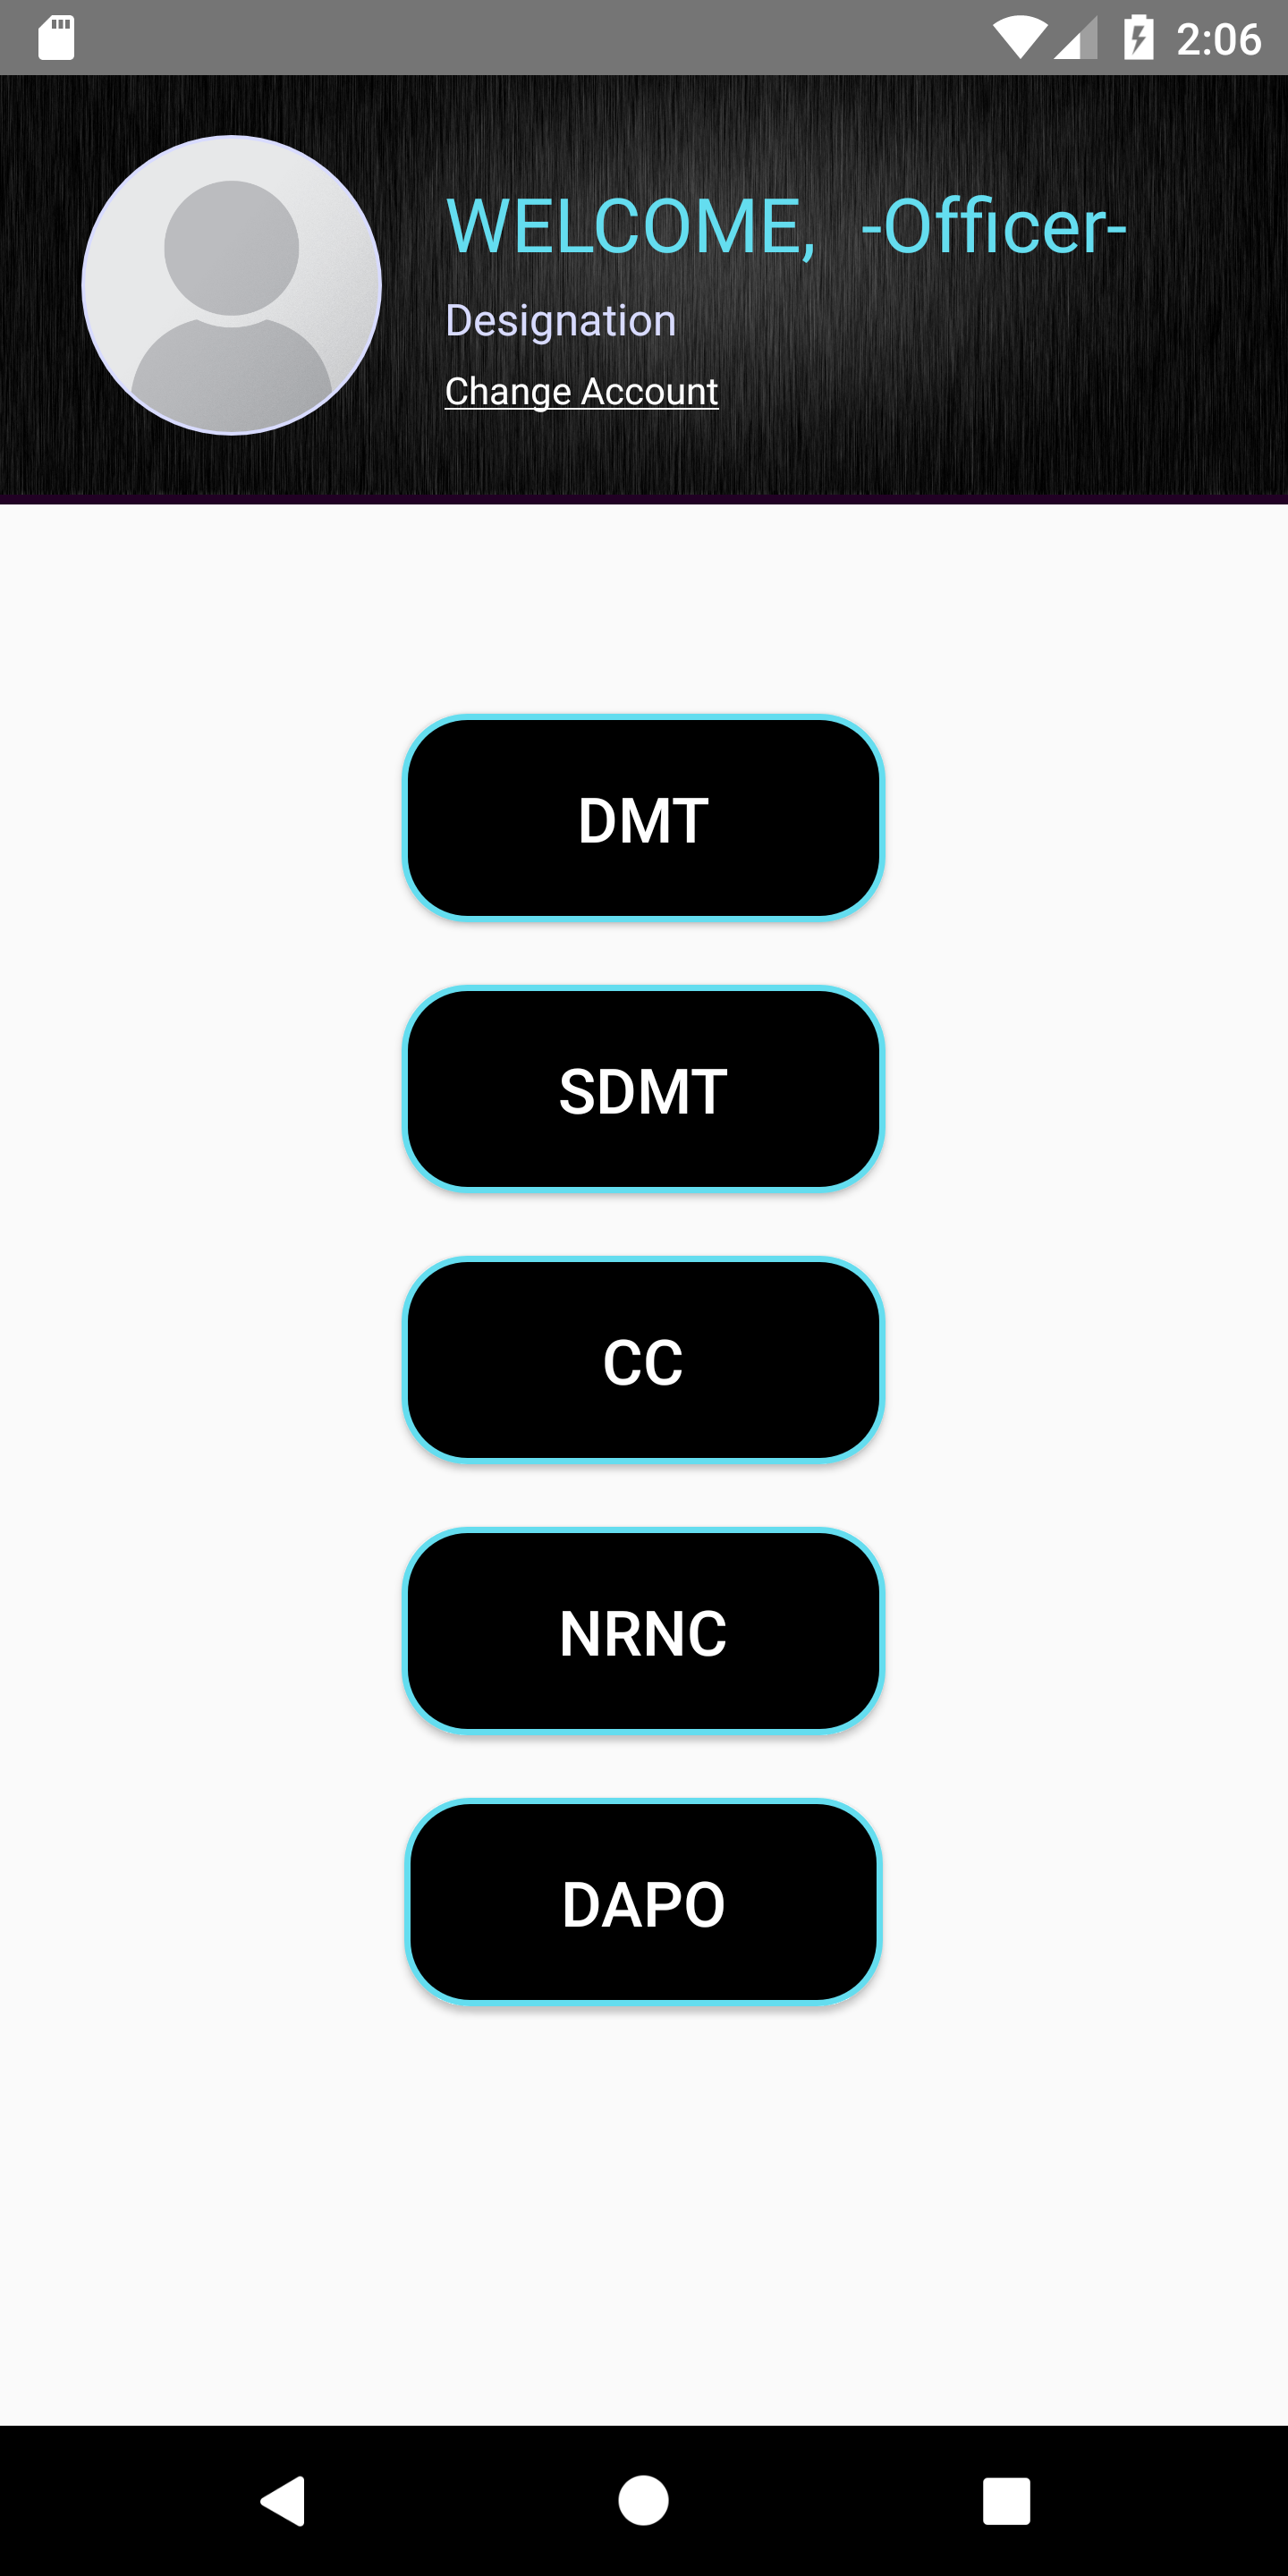 2:06
WELCOME, -Officer-
Designation
Change Account
DMT
SDMT
CC
NRNC
DAPO